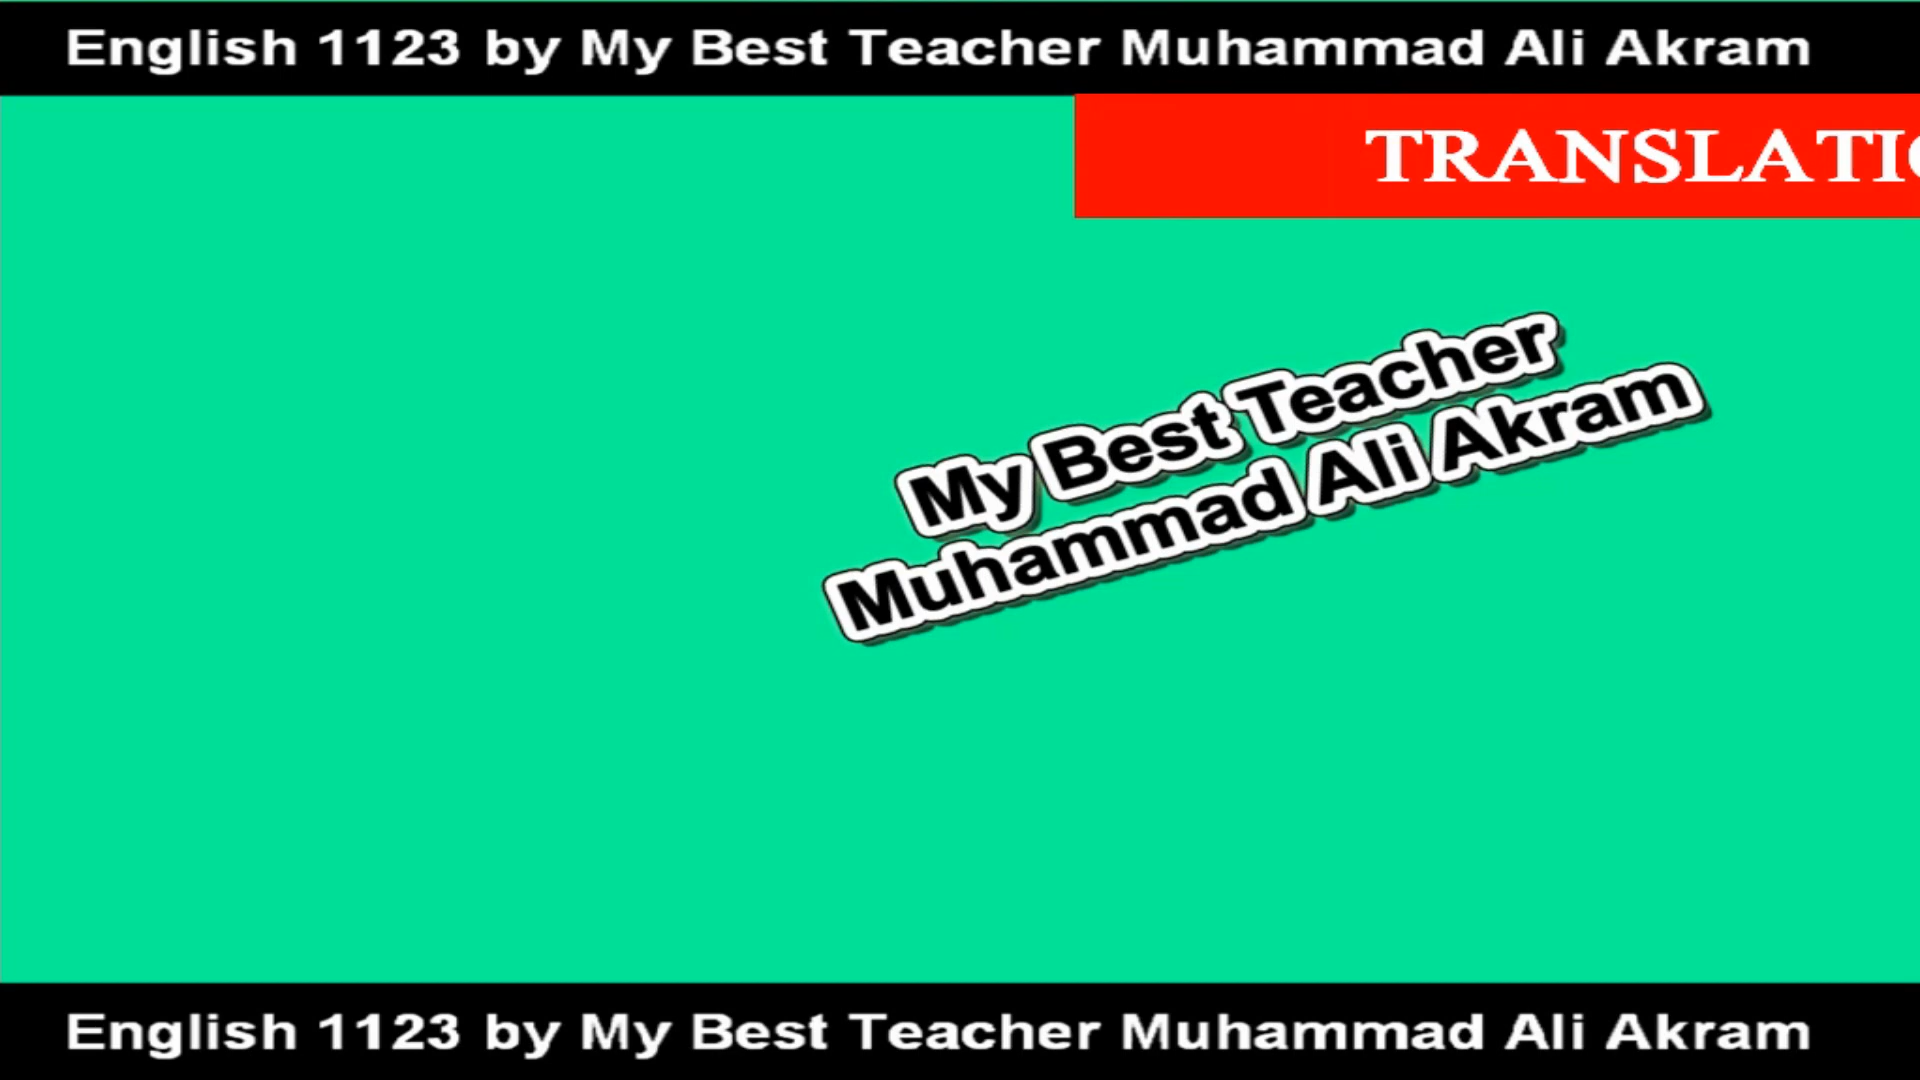 English 1123 by My Best Teacher Muhammad Ali Akram
TRANSLATI
My Best Teacher
Muhammad Ali Akram
English 1123 by My Best Teacher Muhammad Ali Akram